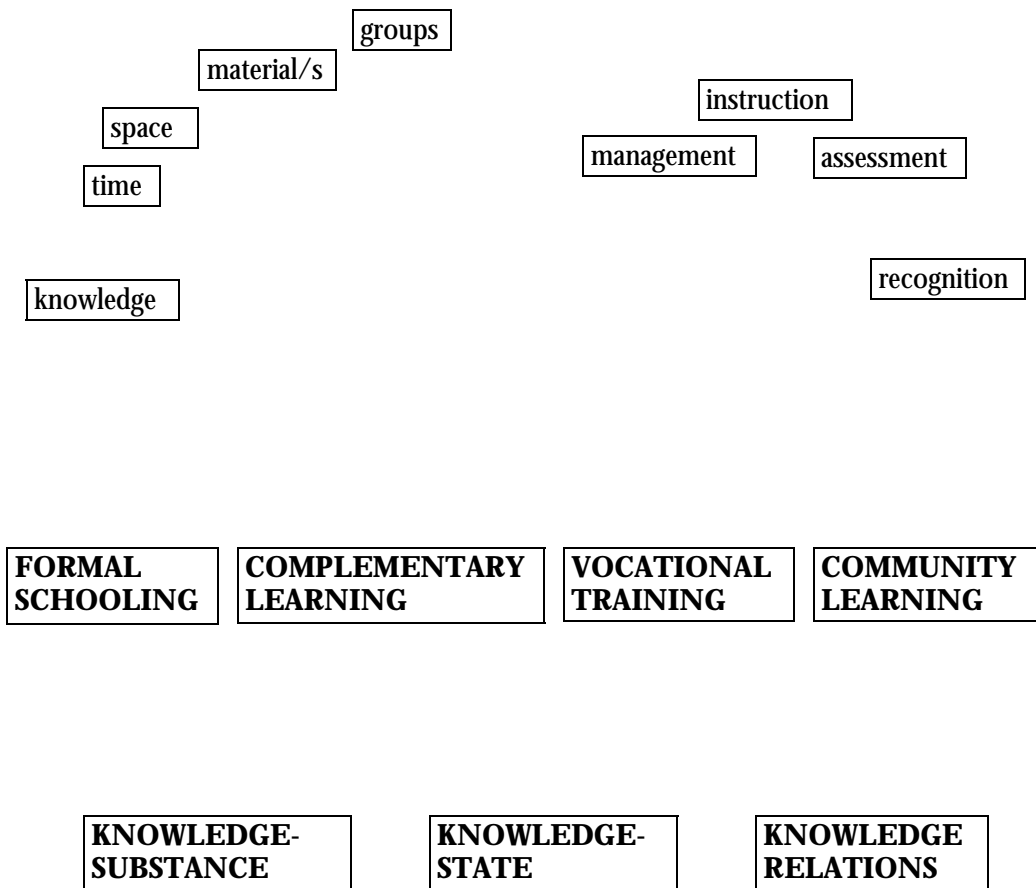 groups
material/s
instruction
space
management
assessment
time
recognition
knowledge
FORMAL
SCHOOLING
COMPLEMENTARY
LEARNING
VOCATIONAL
TRAINING
COMMUNITY
LEARNING
KNOWLEDGE-
SUBSTANCE
KNOWLEDGE-
STATE
KNOWLEDGE
RELATIONS